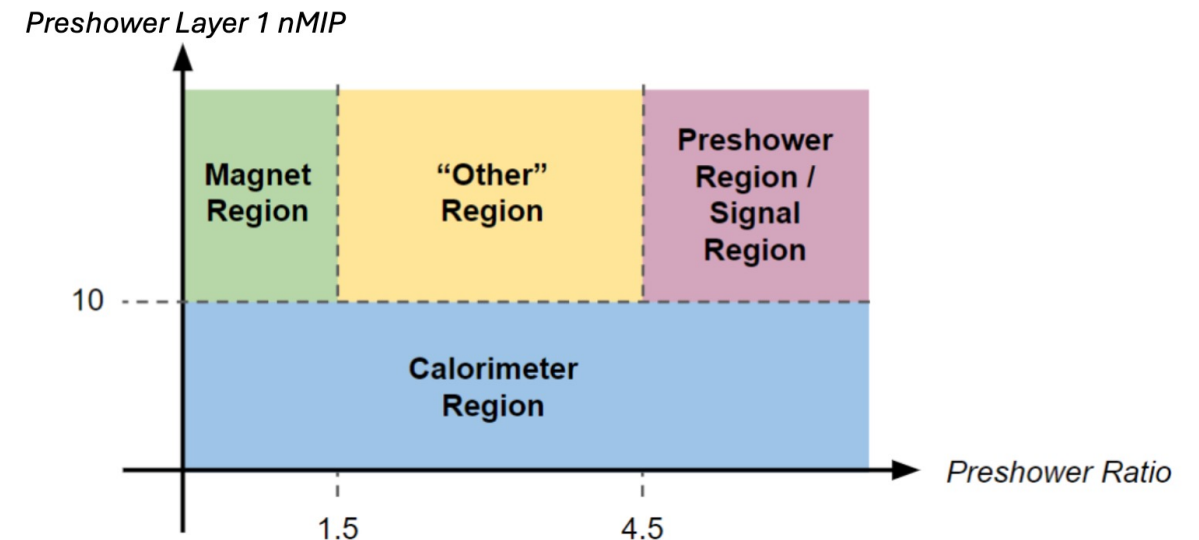 Preshower Layer 1 nMIP
Magnet
Region
“Other”
Region
Preshower
Region /
Signal
Region
10
Calorimeter
Region
Preshower Ratio
1.5
4.5